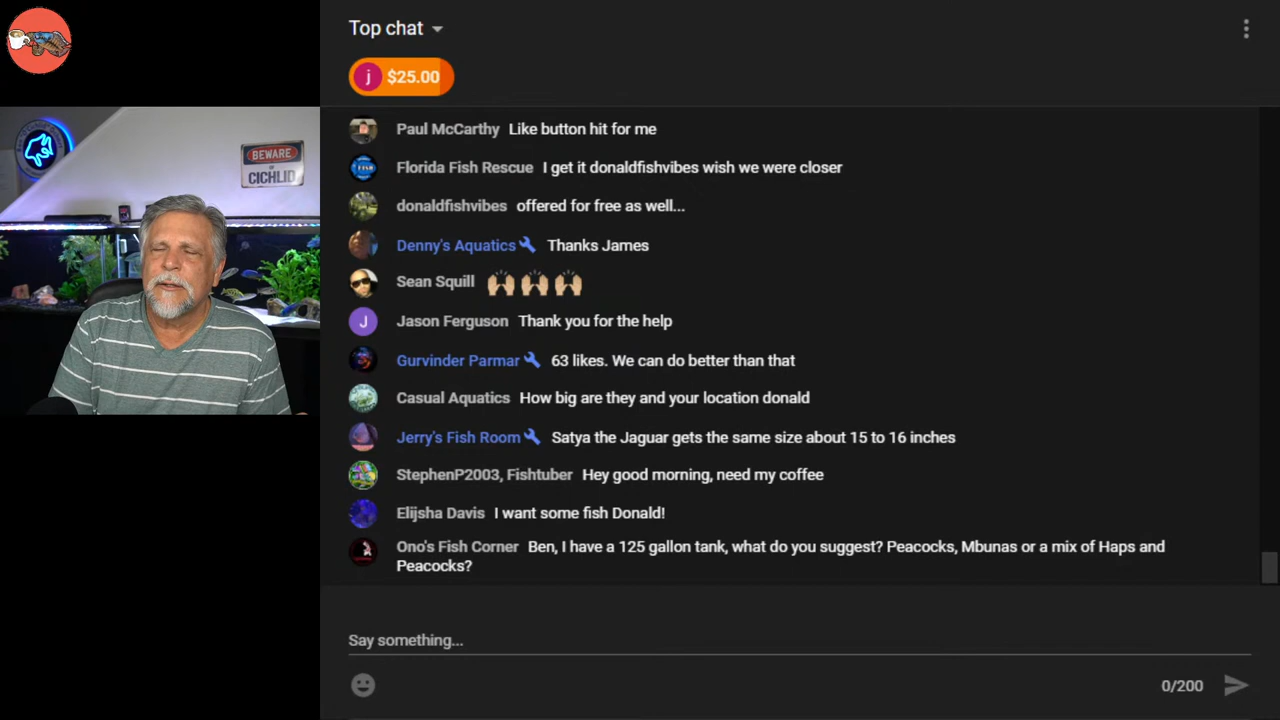 Top chat
j $25.00
Paul McCarthy Like button hit for me
Florida Fish Rescue I get it donaldfishvibes wish we were closer
donaldfishvibes offered for free as well...
Denny's Aquatics Thanks James
Sean Squill
J Jason Ferguson Thank you for the help
Gurvinder Parmar 63 likes. We can do better than that
Casual Aquatics How big are they and your location donald
Jerry's Fish Room Satya the Jaguar gets the same size about 15 to 16 inches
StephenP2003, Fishtuber Hey good morning, need my coffee
Elijsha Davis I want some fish Donald!
Ono's Fish Corner Ben, I have a 125 gallon tank, what do you suggest? Peacocks, Mbunas or a mix of Haps and
Peacocks?
Say something...
0/200
BEWARE
OF
CICHLID